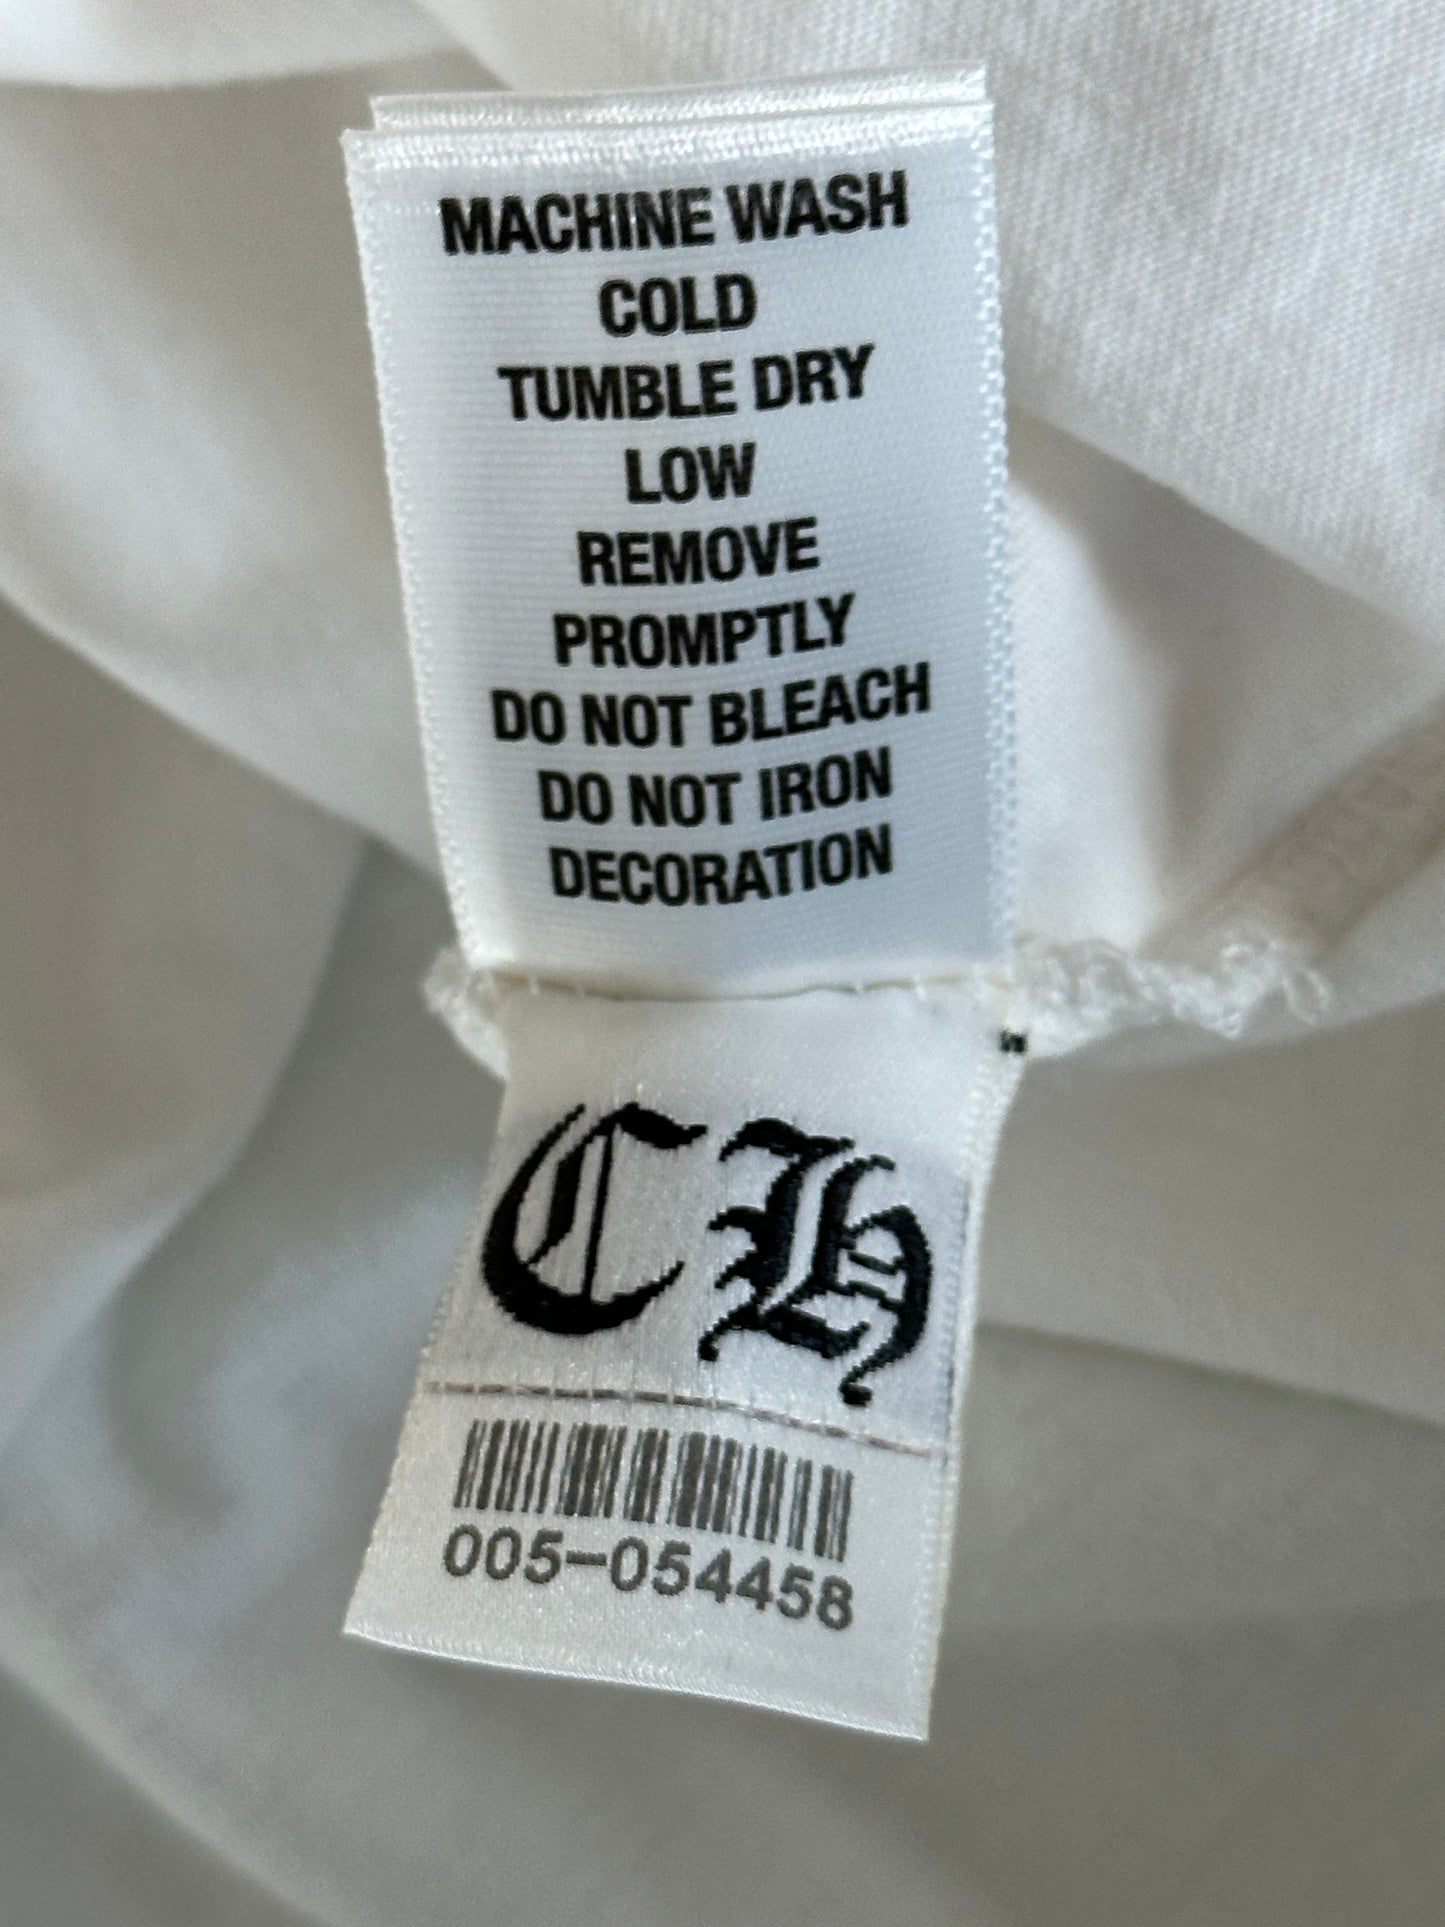 MACHINE WASH
COLD
TUMBLE DRY
LOW
REMOVE
PROMPTLY
DO NOT BLEACH
DO NOT IRON
DECORATION
CH
005-054458